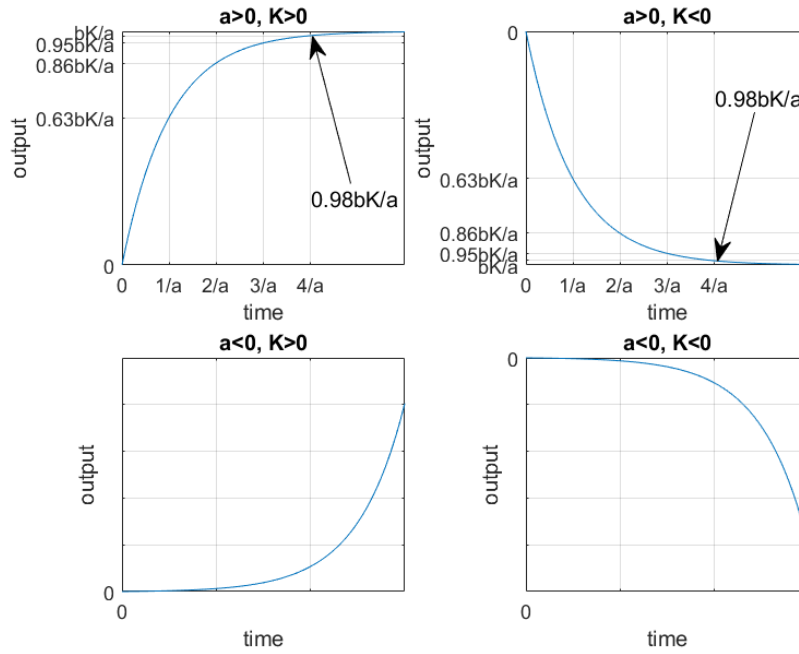 a>0, K>0
bK/a
0.95bK/a
0.86bK/a
0.63bK/a
0
output
0.98bK/a
0 1/a 2/a 3/a 4/a
time
a>0, K<0
0
0.63bK/a
0.86bK/a
0.95bK/a
bK/a
output
0.98bK/a
0 1/a 2/a 3/a 4/a
time
a<0, K>0
0
output
0
time
a<0, K<0
0
output
0
time